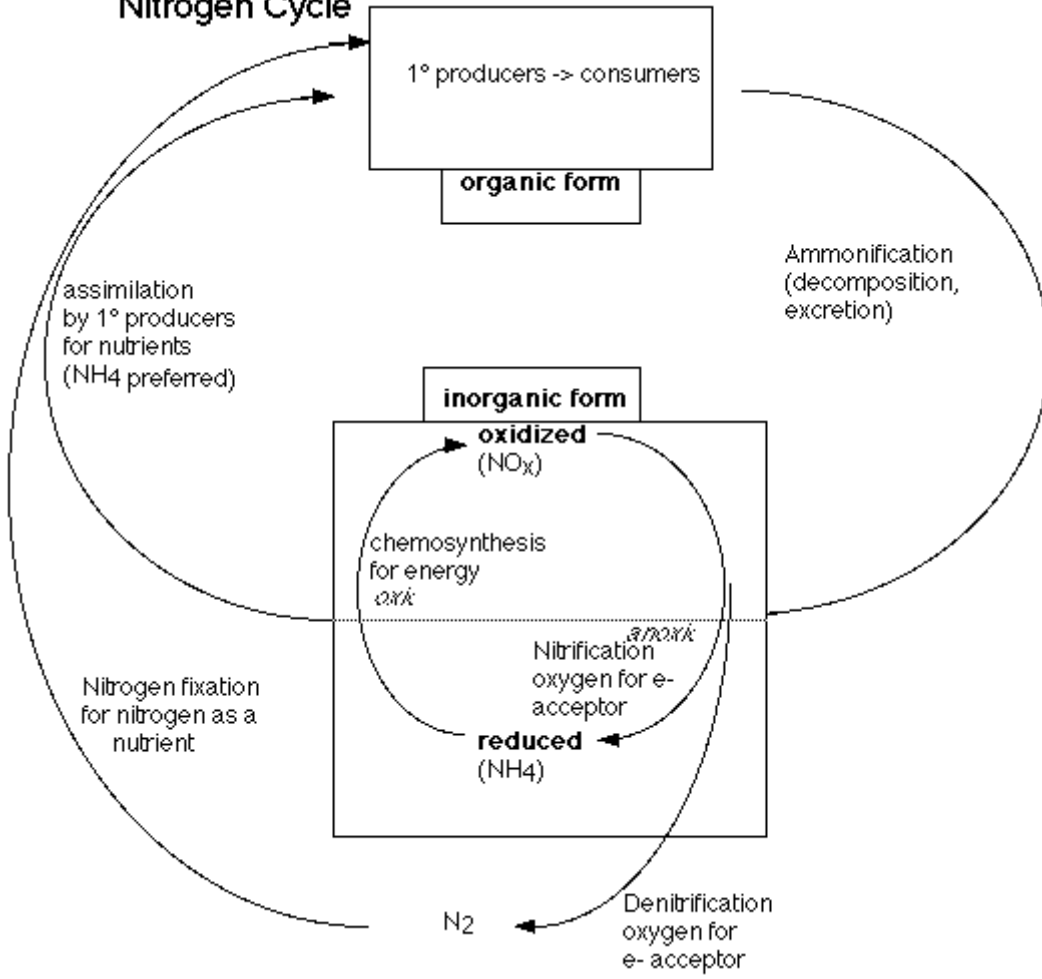 Nitrogen Cycle
1° producers -> consumers
organic form
Ammonification
(decomposition,
excretion)
assimilation
by 1° producers
for nutrients
(NH4 preferred)
inorganic form
oxidized
(NOx)
chemosynthesis
for energy
oxic
anoxic
Nitrification
oxygen for e-
acceptor
reduced
(NH4)
Nitrogen fixation
for nitrogen as a
nutrient
N2
Denitrification
oxygen for
e- acceptor